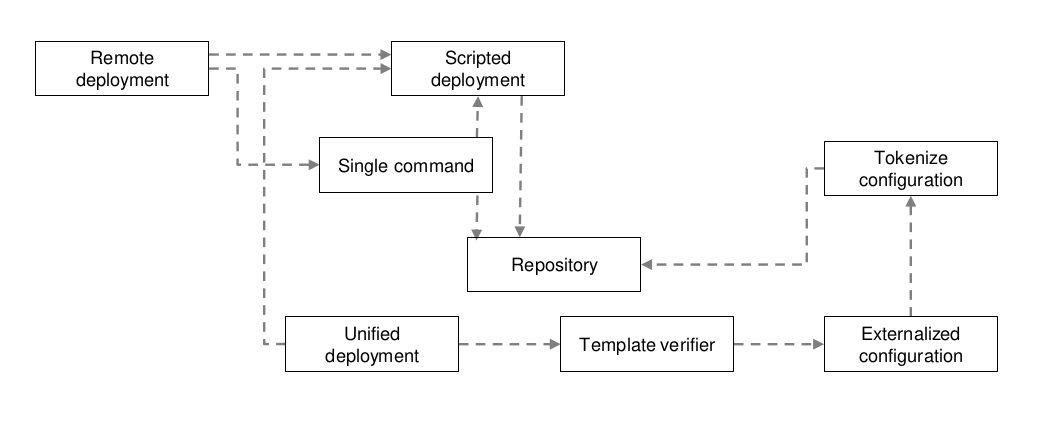 Remote
deployment
Scripted
deployment
Single command
Tokenize
configuration
Repository
Unified
deployment
Template verifier
Externalized
configuration